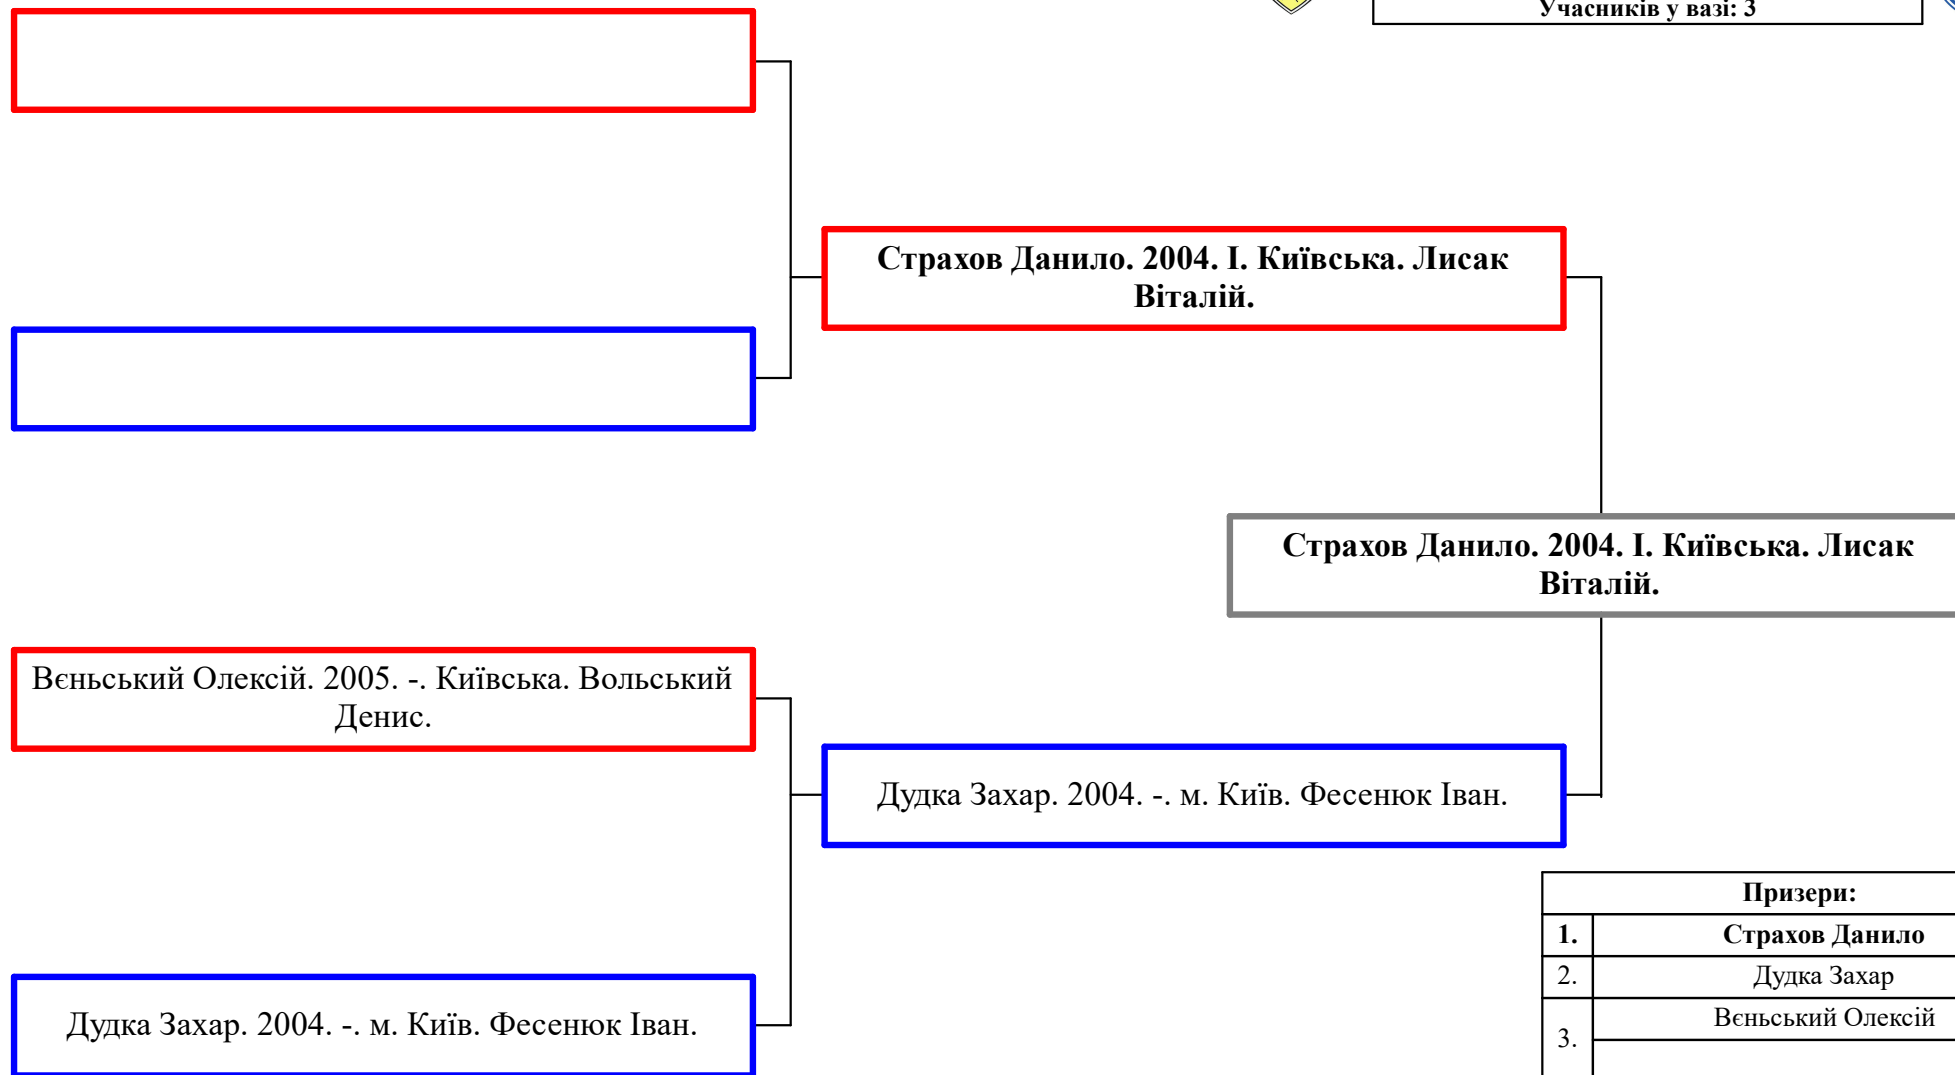 Учасників у вазі: 3
Страхов Данило. 2004. І. Київська. Лисак
Віталій.
Страхов Данило. 2004. І. Київська. Лисак
Віталій.
Вєньський Олексій. 2005. -. Київська. Вольський
Денис.
Дудка Захар. 2004. -. м. Київ. Фесенюк Іван.
Дудка Захар. 2004. -. м. Київ. Фесенюк Іван.
Призери:
1. Страхов Данило
2. Дудка Захар
3. Вєньський Олексій